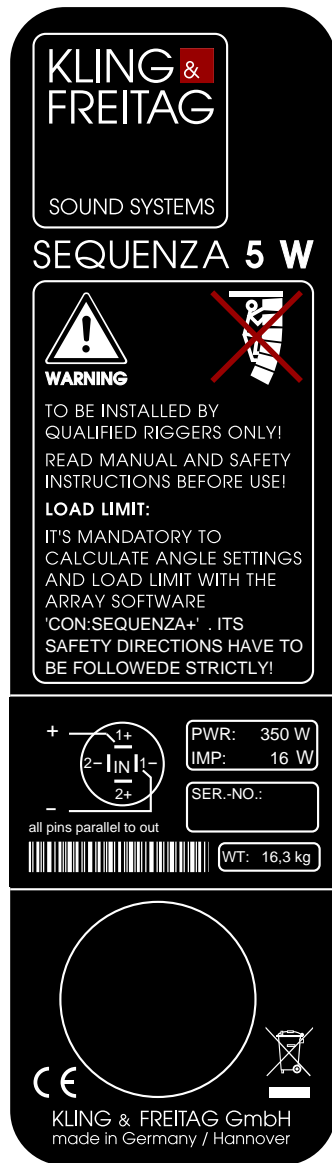 KLING &
FREITAG
SOUND SYSTEMS
SEQUENZA 5 W
WARNING
TO BE INSTALLED BY
QUALIFIED RIGGERS ONLY!
READ MANUAL AND SAFETY
INSTRUCTIONS BEFORE USE!
LOAD LIMIT:
IT'S MANDATORY TO
CALCULATE ANGLE SETTINGS
AND LOAD LIMIT WITH THE
ARRAY SOFTWARE
'CON:SEQUENZA+' . ITS
SAFETY DIRECTIONS HAVE TO
BE FOLLOWEDE STRICTLY!
+
1+
2- IN 1-
2+
-
all pins parallel to out
PWR: 350 W
IMP: 16 W
SER.-NO.:
WT: 16,3 kg
CE
KLING & FREITAG GmbH
made in Germany / Hannover